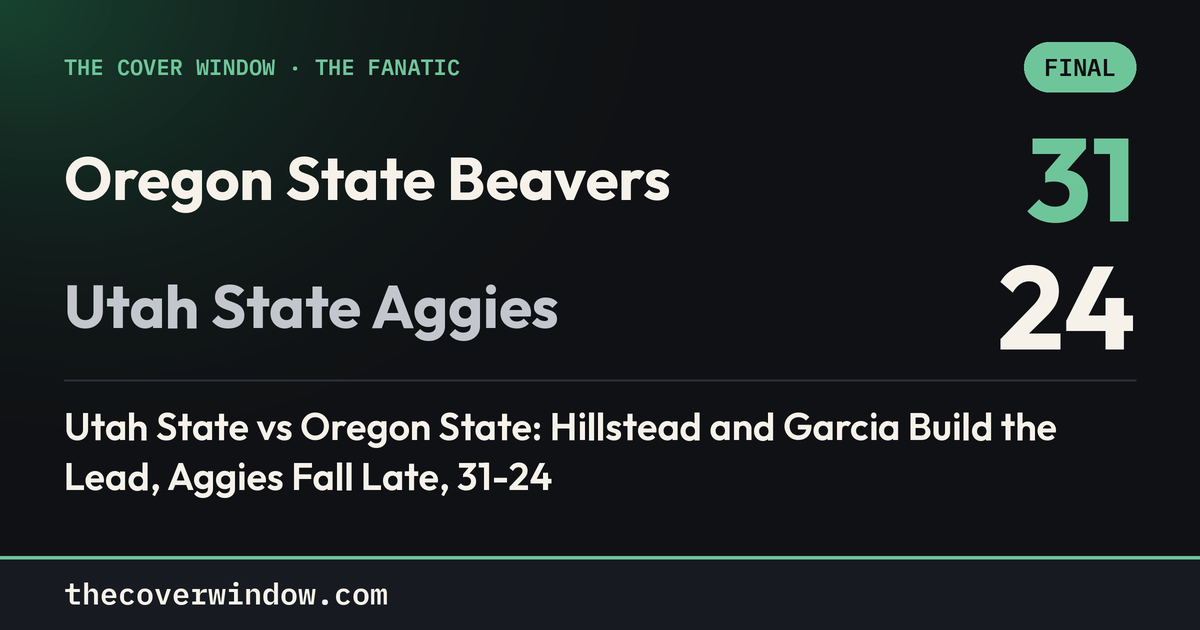 THE COVER WINDOW · THE FANATIC
FINAL
Oregon State Beavers
31
Utah State Aggies
24
Utah State vs Oregon State: Hillstead and Garcia Build the
Lead, Aggies Fall Late, 31-24
thecoverwindow.com